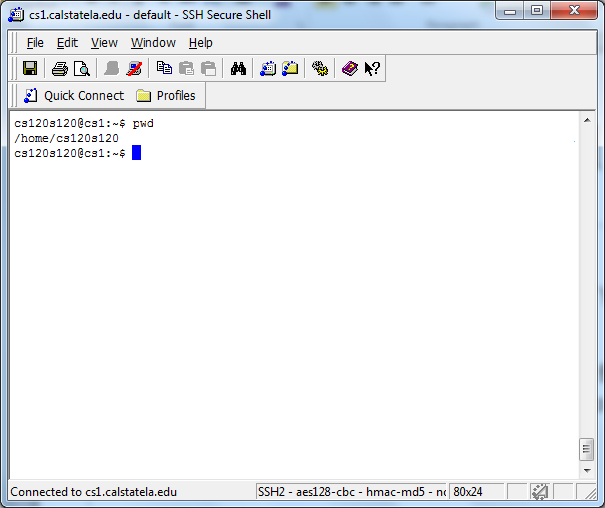 cs1.calstatela.edu - default - SSH Secure Shell
File Edit View Window Help
Quick Connect Profiles
cs120s120@cs1:~$ pwd
/home/cs120s120
cs120s120@cs1:~$
Connected to cs1.calstatela.edu SSH2 - aes128-cbc - hmac-md5 - nc 80x24